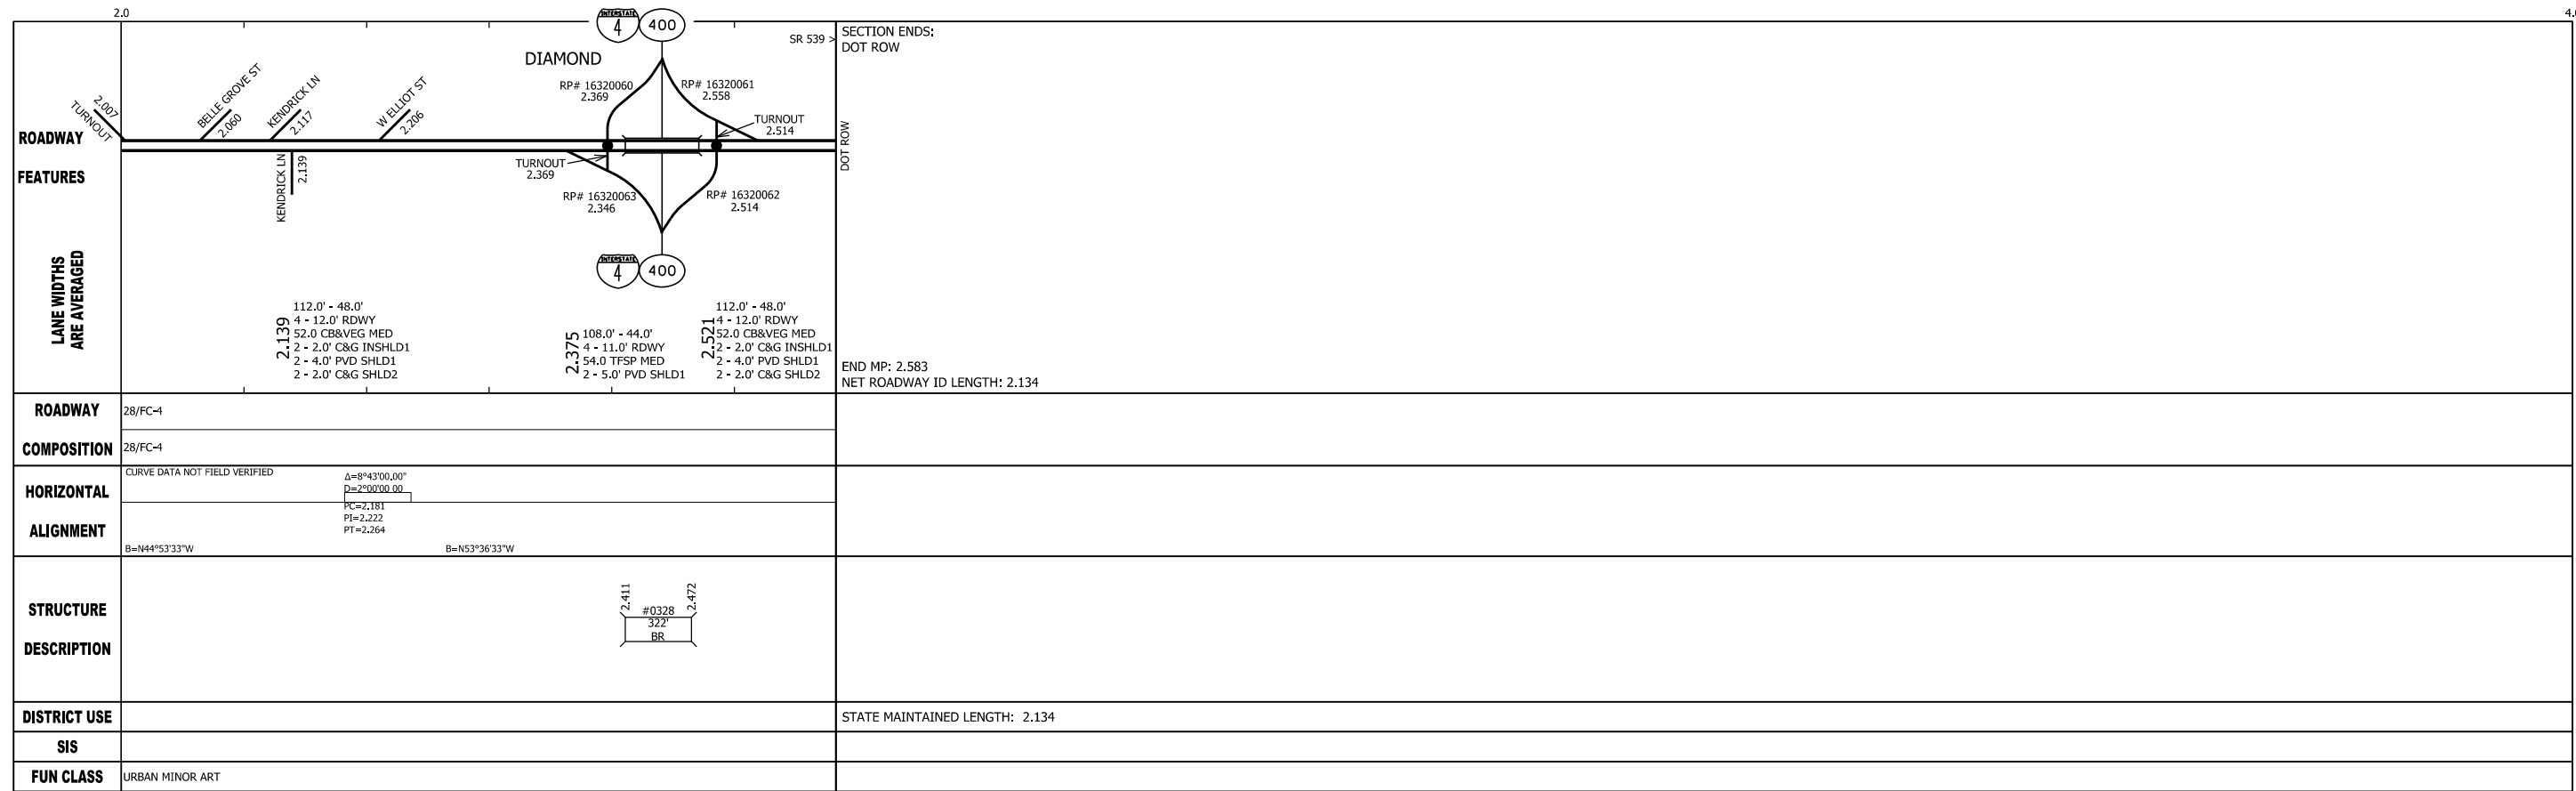 2.0
INTERSTATE
4
400
SR 539 >
SECTION ENDS:
DOT ROW
DIAMOND
ROADWAY
FEATURES
2.007
TURNOUT
BELLE GROVE ST
2.060
KENDRICK LN
2.117
W ELLIOT ST
2.206
KENDRICK LN
2.139
RP# 16320060
2.369
RP# 16320061
2.558
TURNOUT
2.514
TURNOUT
2.369
RP# 16320063
2.346
RP# 16320062
2.514
DOT ROW
INTERSTATE
4
400
LANE WIDTHS
ARE AVERAGED
2.139
112.0' - 48.0'
4 - 12.0' RDWY
52.0 CB&VEG MED
2 - 2.0' C&G INSHLD1
2 - 4.0' PVD SHLD1
2 - 2.0' C&G SHLD2
2.375
108.0' - 44.0'
4 - 11.0' RDWY
54.0 TFSP MED
2 - 5.0' PVD SHLD1
2.521
112.0' - 48.0'
4 - 12.0' RDWY
52.0 CB&VEG MED
2 - 2.0' C&G INSHLD1
2 - 4.0' PVD SHLD1
2 - 2.0' C&G SHLD2
END MP: 2.583
NET ROADWAY ID LENGTH: 2.134
ROADWAY
COMPOSITION
28/FC-4
28/FC-4
HORIZONTAL
ALIGNMENT
CURVE DATA NOT FIELD VERIFIED
Δ=8°43'00.00"
D=2°00'00.00
PC=2.181
PI=2.222
PT=2.264
B=N44°53'33"W
B=N53°36'33"W
STRUCTURE
DESCRIPTION
2.411
2.472
#0328
322'
BR
DISTRICT USE
STATE MAINTAINED LENGTH: 2.134
SIS
FUN CLASS
URBAN MINOR ART